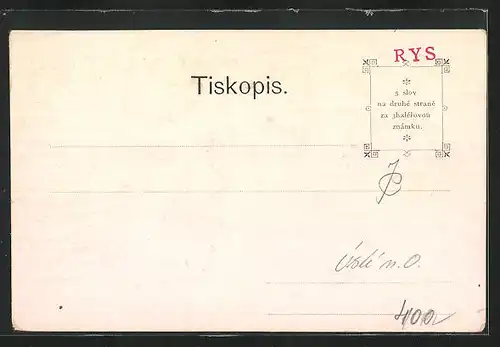 RYS
Tiskopis.
5 slov
na druhé straně
za 3haléřovou
známku.
Ústí n. O.
400